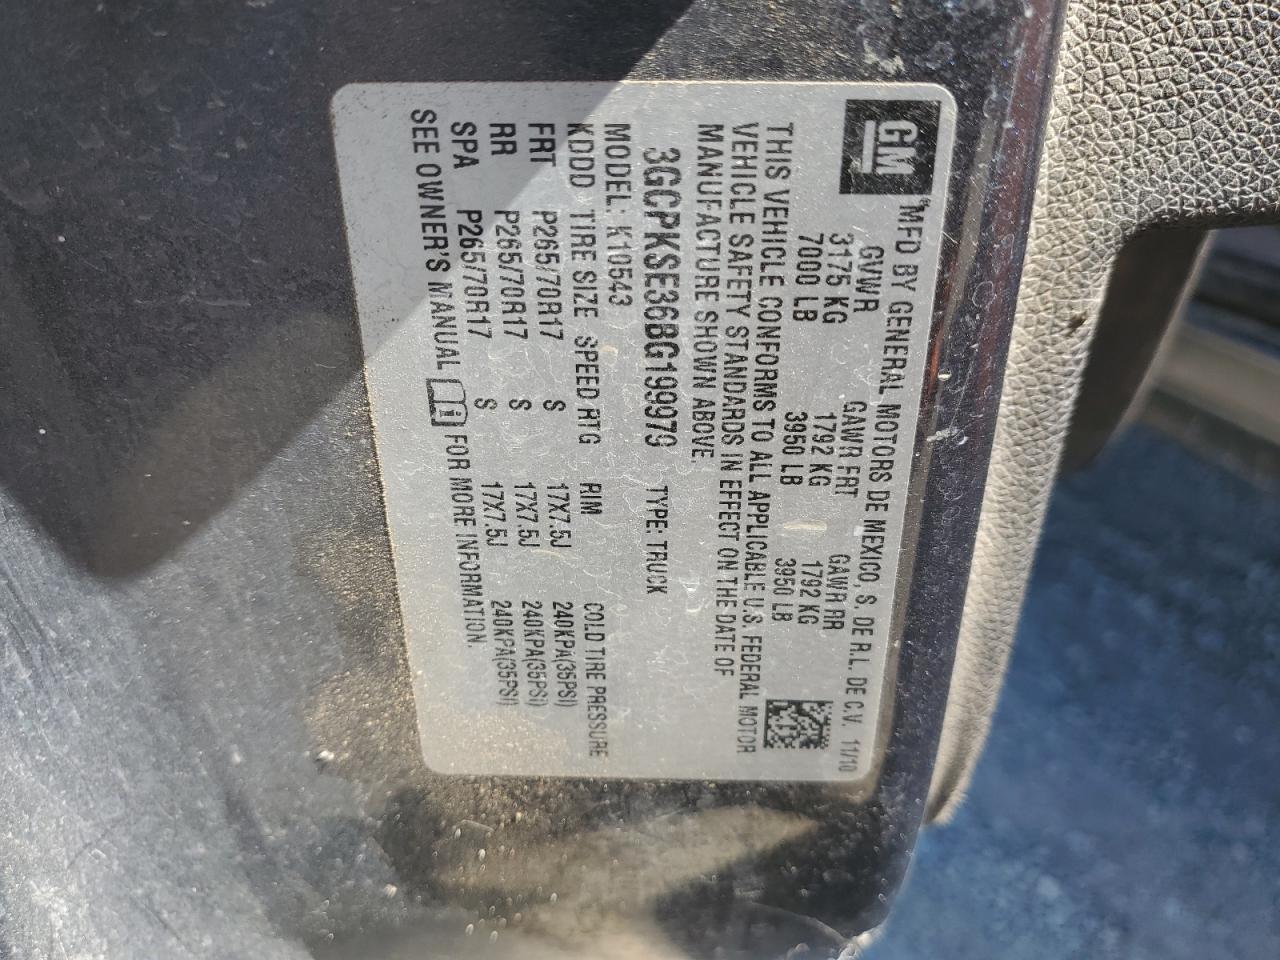 GM
MFD BY GENERAL MOTORS DE MEXICO, S. DE R.L. DE C.V. 11/10
GVWR GAWR FRT GAWR RR
3175 KG 1792 KG 1792 KG
7000 LB 3950 LB 3950 LB
THIS VEHICLE CONFORMS TO ALL APPLICABLE U.S. FEDERAL MOTOR
VEHICLE SAFETY STANDARDS IN EFFECT ON THE DATE OF
MANUFACTURE SHOWN ABOVE.
3GCPKSE36BG199979 TYPE: TRUCK
MODEL: K10543
KDDD TIRE SIZE SPEED RTG RIM COLD TIRE PRESSURE
FRT P265/70R17 S 17X7.5J 240KPA(35PSI)
RR P265/70R17 S 17X7.5J 240KPA(35PSI)
SPA P265/70R17 S 17X7.5J 240KPA(35PSI)
SEE OWNER'S MANUAL FOR MORE INFORMATION.